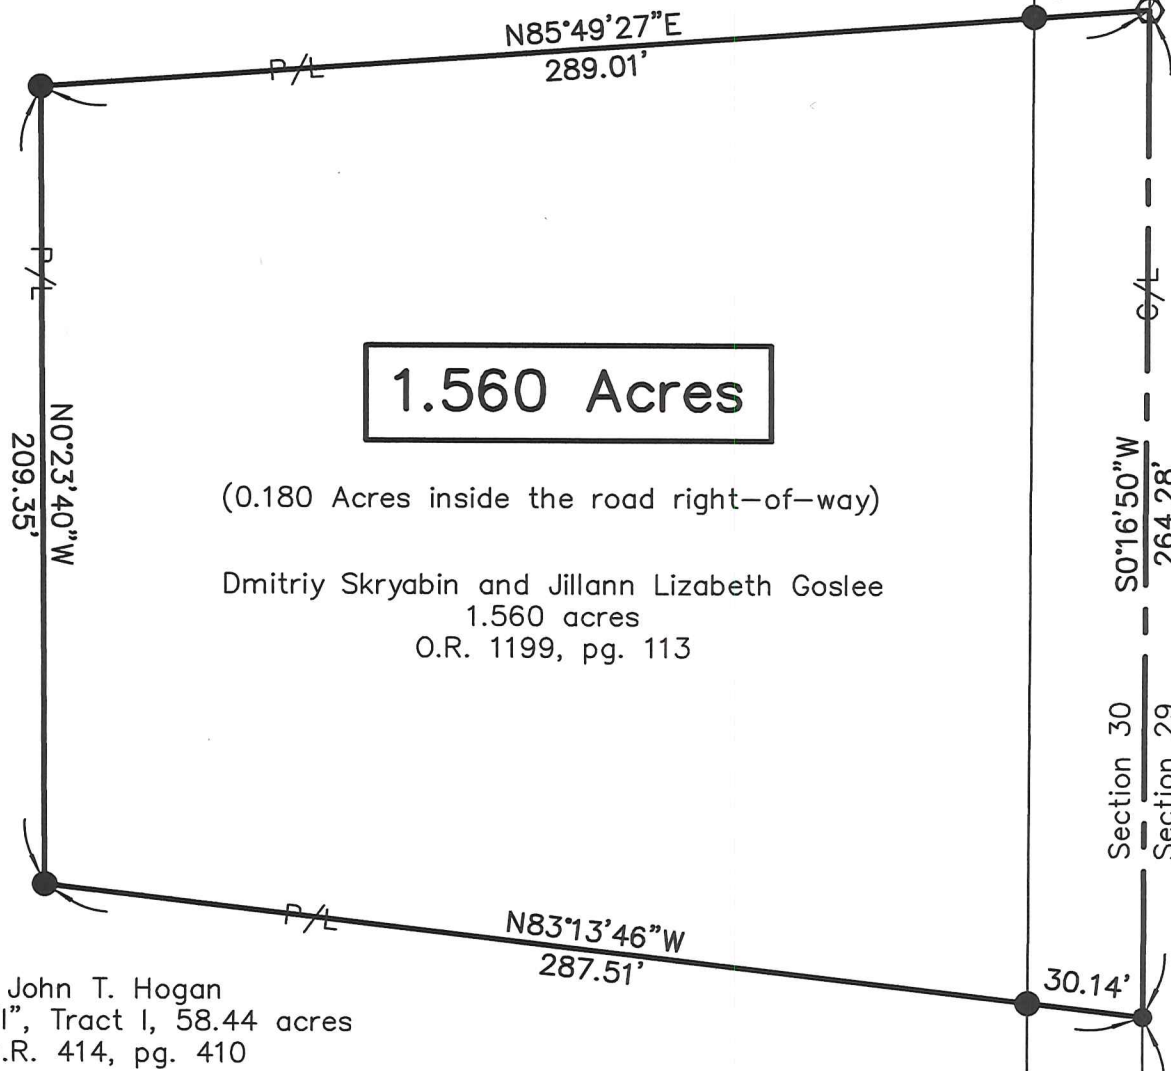 N85°49'27"E
289.01'
P/L
P/L
C/L
1.560 Acres
N0°23'40"W
209.35'
(0.180 Acres inside the road right-of-way)
S0°16'50"W
264.28'
Dmitriy Skryabin and Jillann Lizabeth Goslee
1.560 acres
O.R. 1199, pg. 113
Section 30
Section 29
P/L
N83°13'46"W
287.51'
30.14'
John T. Hogan
I", Tract I, 58.44 acres
.R. 414, pg. 410